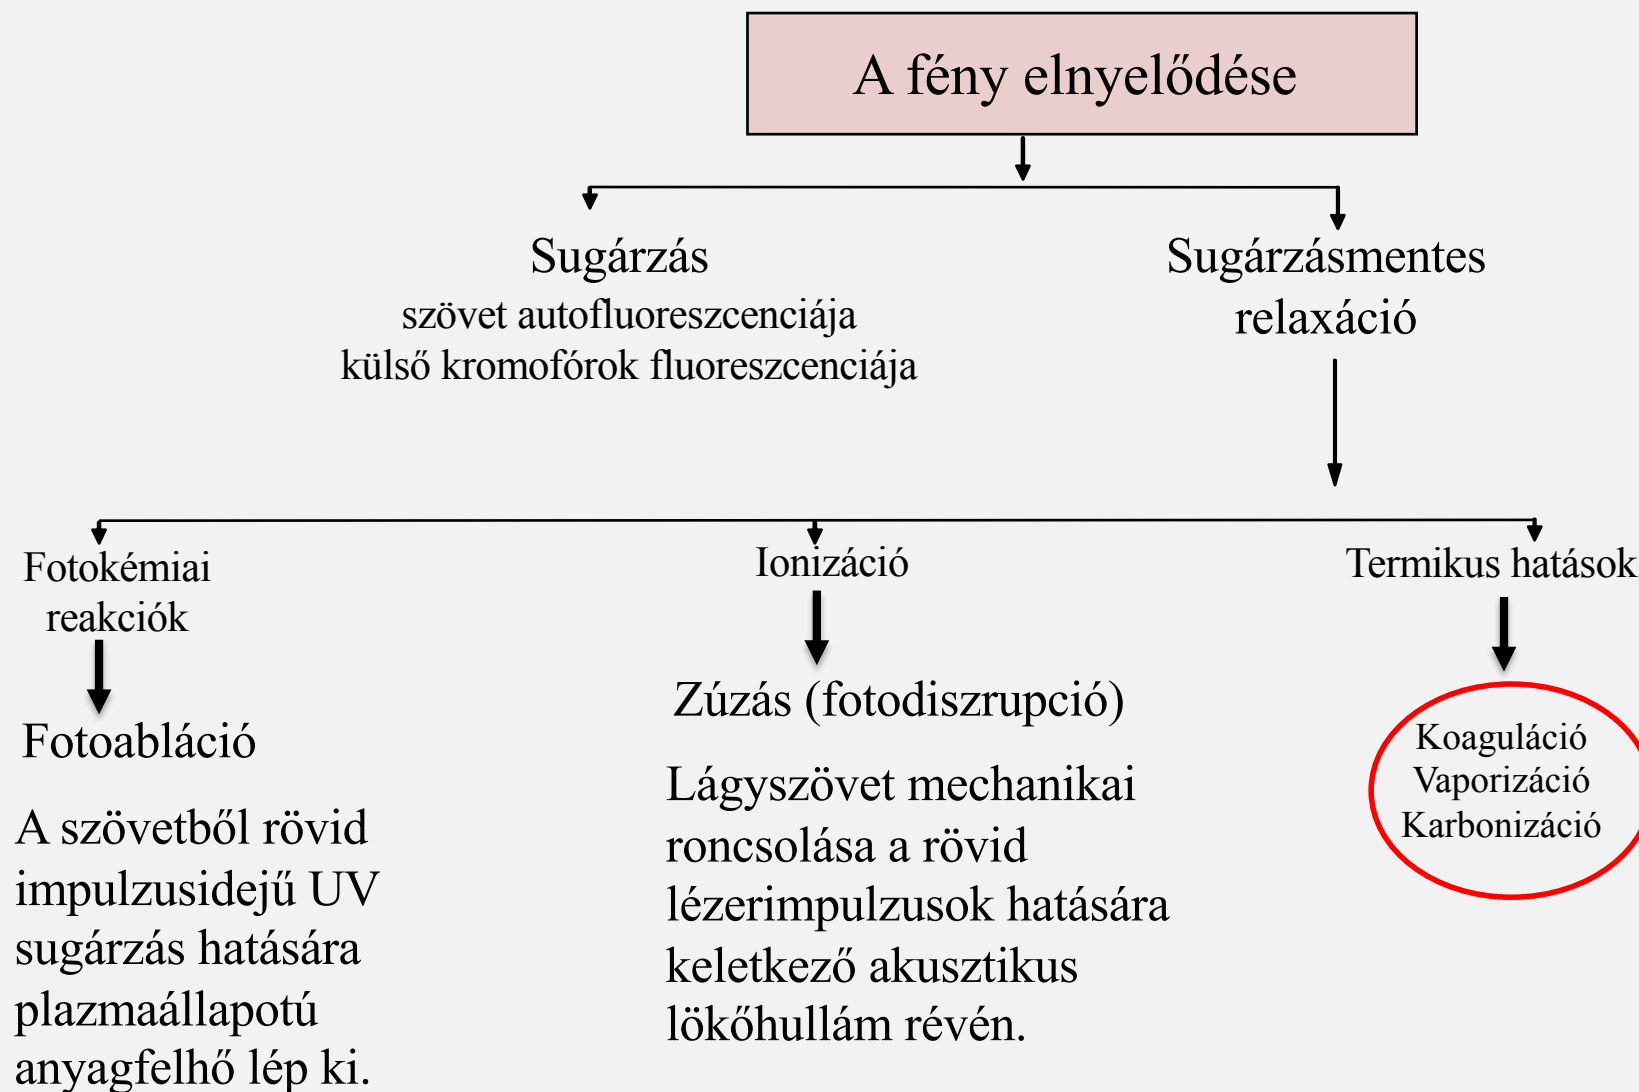 A fény elnyelődése
Sugárzás
szövet autofluoreszcenciája
külső kromofórok fluoreszcenciája
Sugárzásmentes
relaxáció
Fotokémiai
reakciók
Fotoabláció
A szövetből rövid
impulzusidejű UV
sugárzás hatására
plazmaállapotú
anyagfelhő lép ki.
Ionizáció
Zúzás (fotodiszrupció)
Lágyszövet mechanikai
roncsolása a rövid
lézerimpulzusok hatására
keletkező akusztikus
lökőhullám révén.
Termikus hatások
Koaguláció
Vaporizáció
Karbonizáció